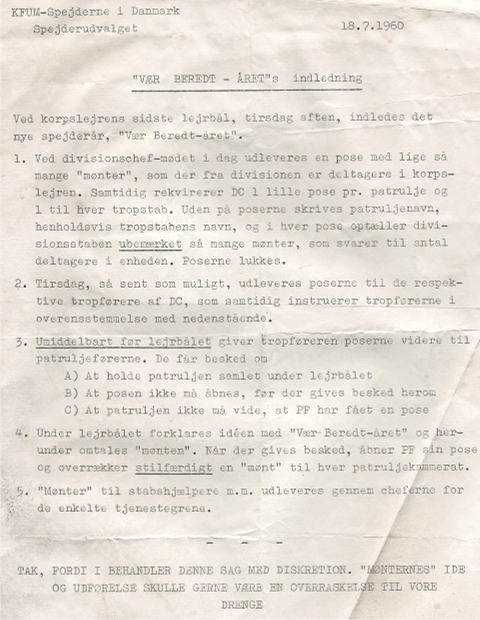 KFUM-Spejderne i Danmark
Spejderudvalget
18.7.1960
"VÆR BEREDT - ÅRET"s indledning
Ved korpslejrens sidste lejrbål, tirsdag aften, indledes det
nye spejderår, "Vær Beredt-året".
1. Ved divisionschef-mødet i dag udleveres en pose med lige så
mange "mønter", som der fra divisionen er deltagere i korps-
lejren. Samtidig rekvirerer DC 1 lille pose pr. patrulje og
1 til hver tropstab. Uden på poserne skrives patruljenavn,
henholdsvis tropstabens navn, og i hver pose optæller divi-
sionsstaben ubemærket så mange mønter, som svarer til antal
deltagere i enheden. Poserne lukkes.
2. Tirsdag, så sent som muligt, udleveres poserne til de respek-
tive tropførere af DC, som samtidig instruerer tropførerne i
overensstemmelse med nedenstående.
3. Umiddelbart før lejrbålet giver tropføreren poserne videre til
patruljeførerne. De får besked om
A) At holde patruljen samlet under lejrbålet
B) At posen ikke må åbnes, før der gives besked herom
C) At patruljen ikke må vide, at PF har fået en pose
4. Under lejrbålet forklares idéen med "Vær-Beredt-året" og her-
under omtales "mønten". Når der gives besked, åbner PF sin pose
og overrækker stilfærdigt en "mønt" til hver patruljekammerat.
5. "Mønter" til stabshjælpere m.m. udleveres gennem cheferne for
de enkelte tjenestegrene.
- - -
TAK, FORDI I BEHANDLER DENNE SAG MED DISKRETION. "MØNTERNES" IDE
OG UDFØRELSE SKULLE GERNE VÆRE EN OVERRASKELSE TIL VORE
DRENGE